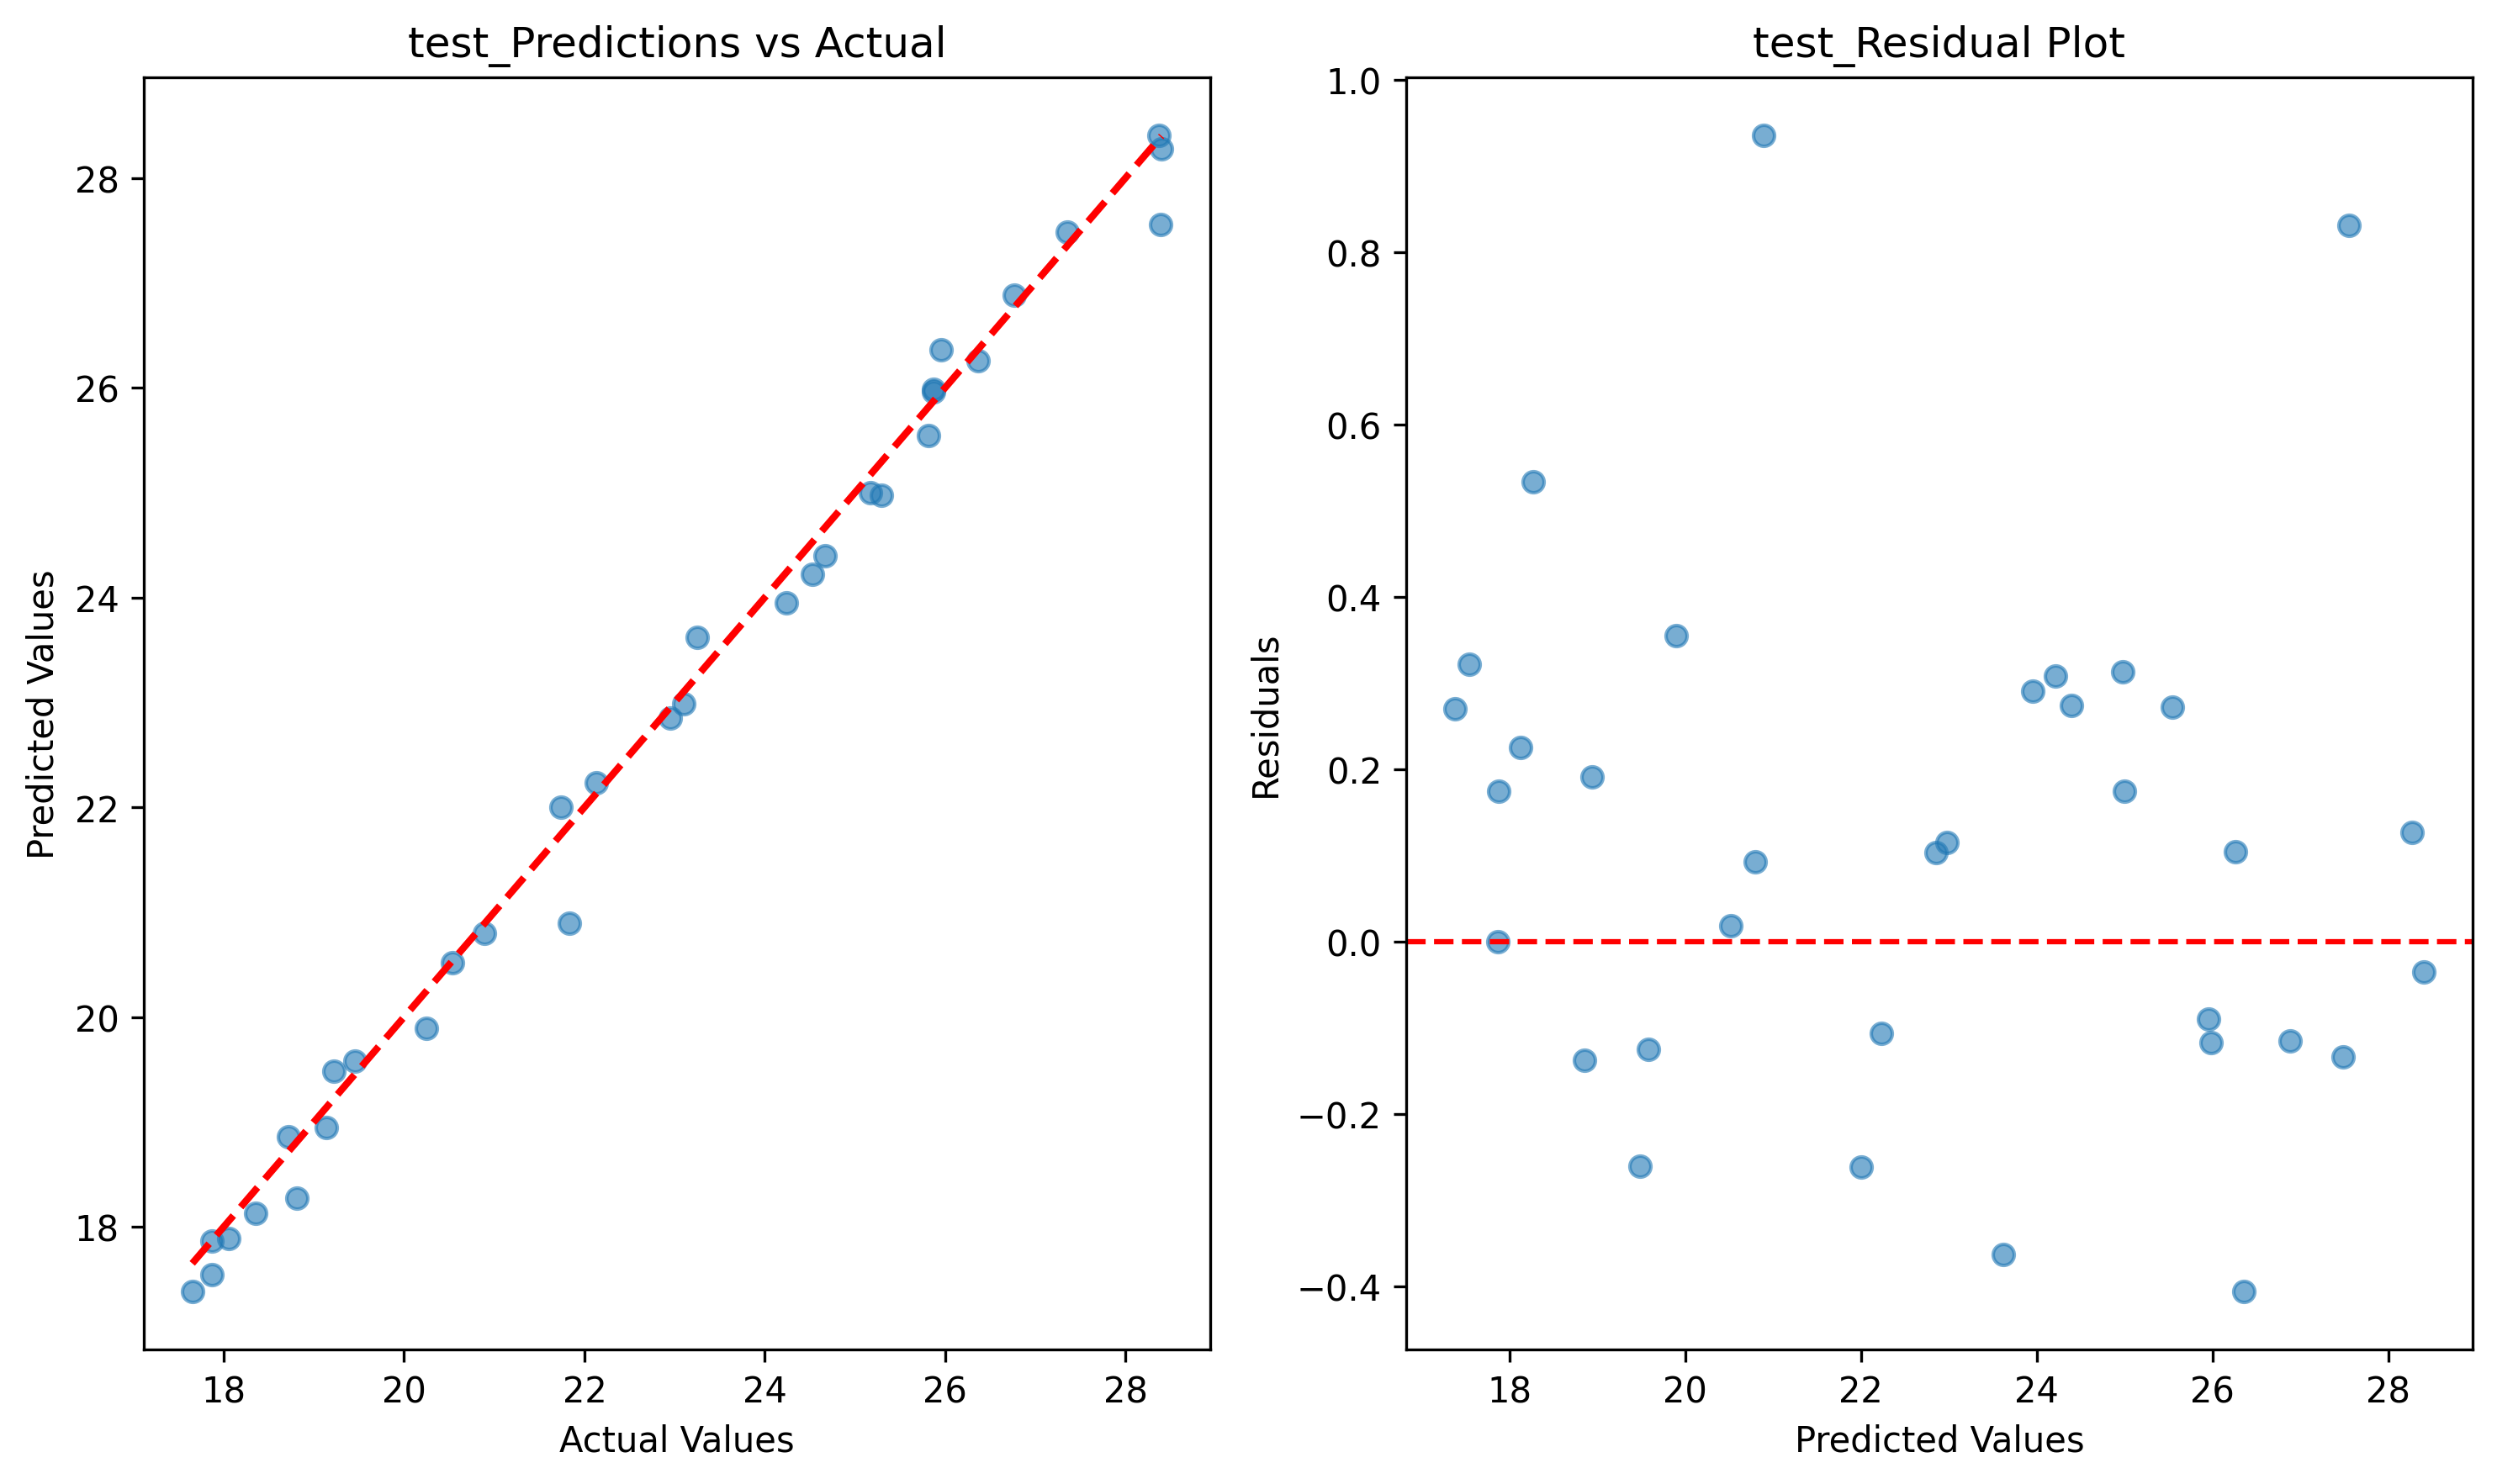 test_Predictions vs Actual
Predicted Values
28
26
24
22
20
18
18 20 22 24 26 28
Actual Values
test_Residual Plot
Residuals
1.0
0.8
0.6
0.4
0.2
0.0
−0.2
−0.4
18 20 22 24 26 28
Predicted Values